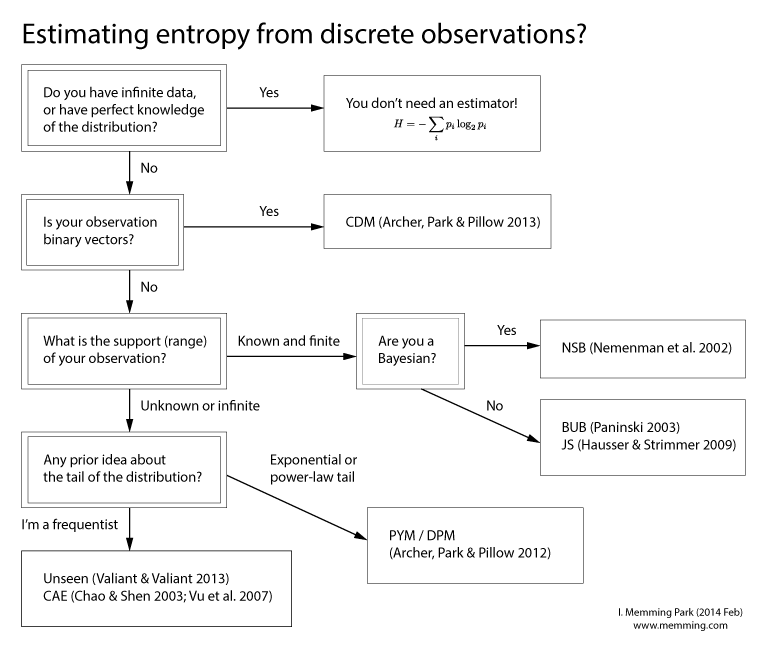 Estimating entropy from discrete observations?
Do you have infinite data,
or have perfect knowledge
of the distribution?
Yes
You don't need an estimator!
H = − ∑ᵢ pᵢ log₂ pᵢ
No
Is your observation
binary vectors?
Yes
CDM (Archer, Park & Pillow 2013)
No
What is the support (range)
of your observation?
Known and finite
Are you a
Bayesian?
Yes
NSB (Nemenman et al. 2002)
No
BUB (Paninski 2003)
JS (Hausser & Strimmer 2009)
Unknown or infinite
Any prior idea about
the tail of the distribution?
Exponential or
power-law tail
PYM / DPM
(Archer, Park & Pillow 2012)
I'm a frequentist
Unseen (Valiant & Valiant 2013)
CAE (Chao & Shen 2003; Vu et al. 2007)
I. Memming Park (2014 Feb)
www.memming.com